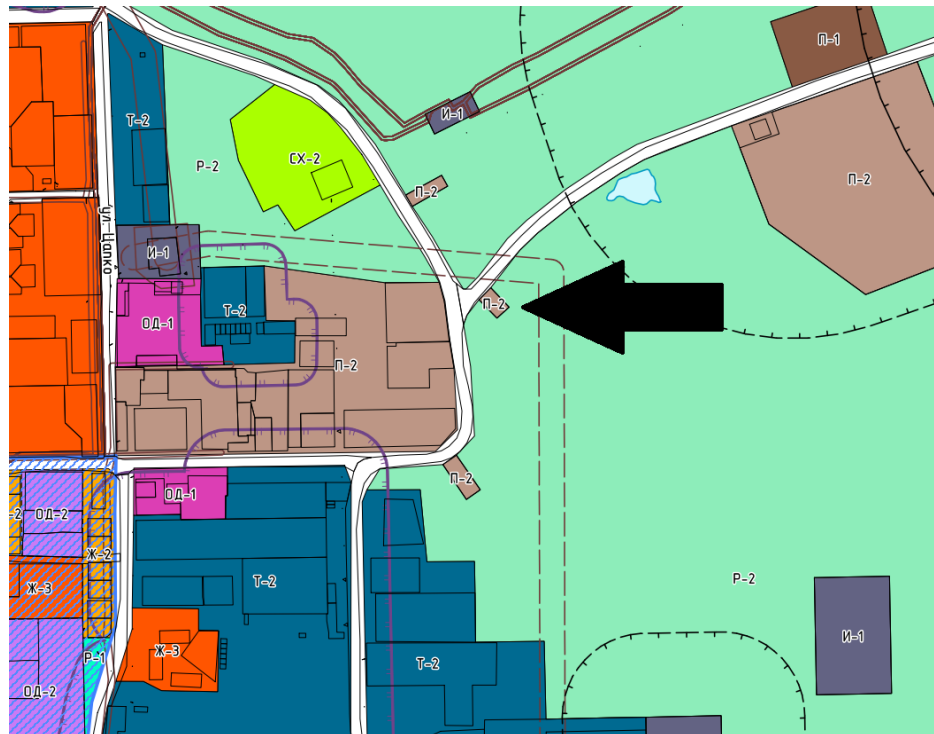 П-1
И-1
Т-2
СХ-2
Р-2
П-2
П-2
ул. Цапко
И-1
П-2
Т-2
ОД-1
П-2
П-2
ОД-1
-2
ОД-2
Ж-2
Т-2
Р-2
Ж-3
И-1
Ж-3
Р-1
Т-2
ОД-2